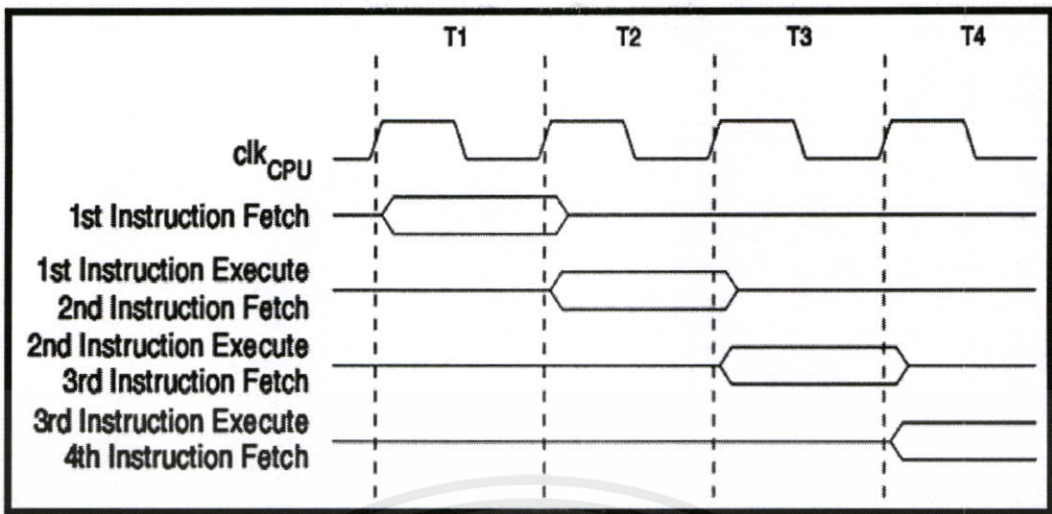 T1 T2 T3 T4
clkCPU
1st Instruction Fetch
1st Instruction Execute
2nd Instruction Fetch
2nd Instruction Execute
3rd Instruction Fetch
3rd Instruction Execute
4th Instruction Fetch